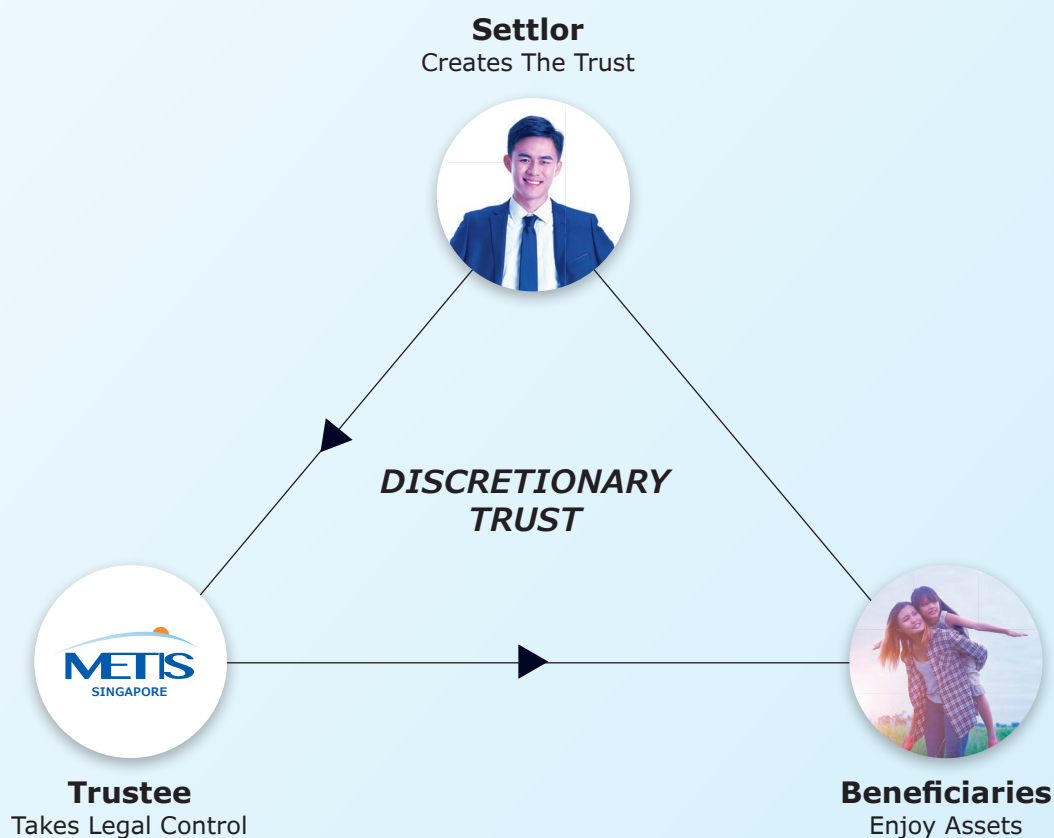 Settlor
Creates The Trust
DISCRETIONARY
TRUST
METIS
SINGAPORE
Trustee
Takes Legal Control
Beneficiaries
Enjoy Assets